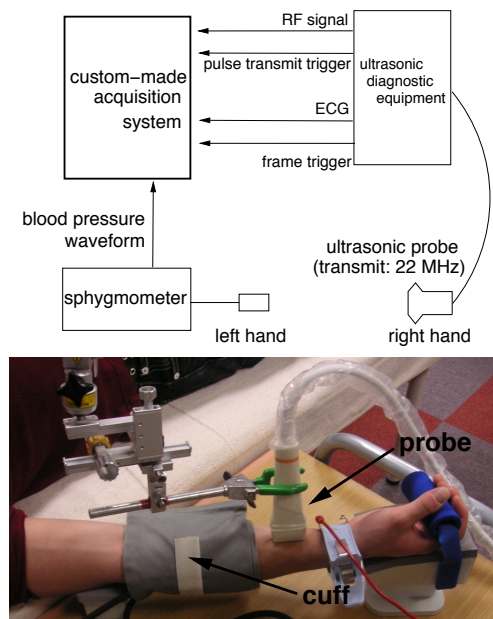 RF signal
pulse transmit trigger
ECG
frame trigger
custom−made
acquisition
system
ultrasonic
diagnostic
equipment
blood pressure
waveform
sphygmometer
left hand
ultrasonic probe
(transmit: 22 MHz)
right hand
probe
cuff